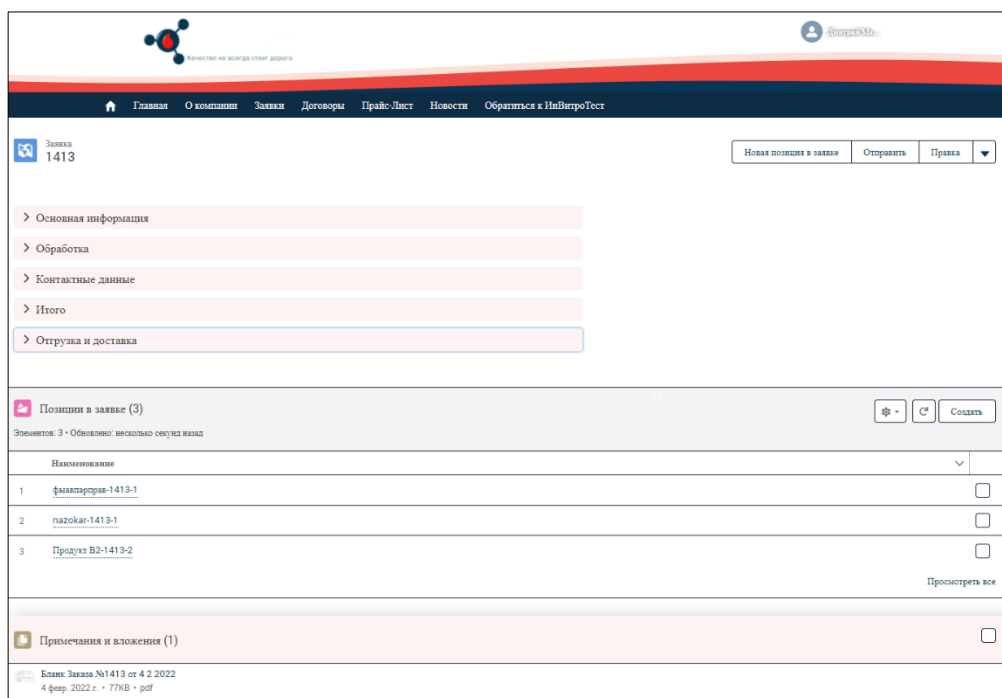 Качество не всегда стоит дорого
Главная О компании Заявки Договоры Прайс-Лист Новости Обратиться к ИнВитроТест
Заявка
1413
Новая позиция в заявке Отправить Правка
Основная информация
Обработка
Контактные данные
Итого
Отгрузка и доставка
Позиции в заявке (3)
Создать
Элементов: 3 • Обновлено: несколько секунд назад
Наименование
1 фывапарправ-1413-1
2 nazokar-1413-1
3 Продукт B2-1413-2
Просмотреть все
Примечания и вложения (1)
Бланк Заказа №1413 от 4 2 2022
4 февр. 2022 г. • 77KB • pdf